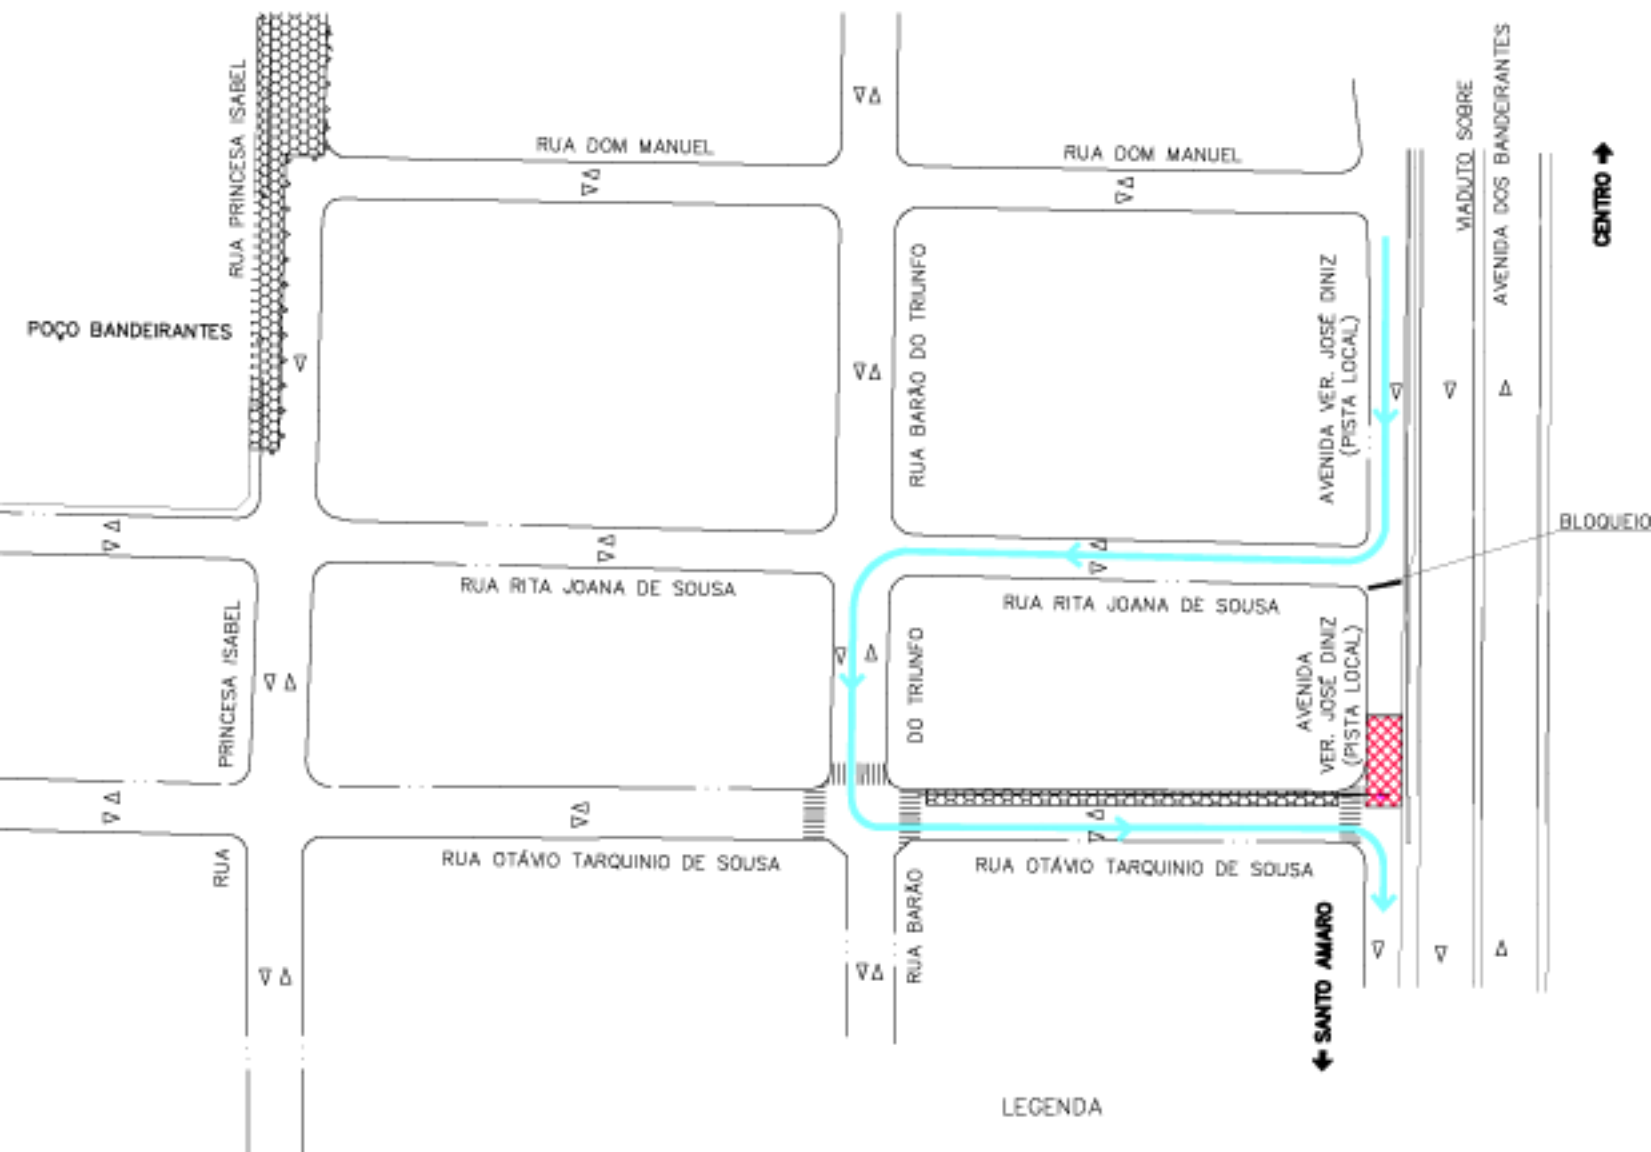 RUA PRINCESA ISABEL
RUA DOM MANUEL
RUA DOM MANUEL
VIADUTO SOBRE
AVENIDA DOS BANDEIRANTES
CENTRO
POÇO BANDEIRANTES
RUA BARÃO DO TRIUNFO
AVENIDA VER. JOSÉ DINIZ
(PISTA LOCAL)
BLOQUEIO
RUA RITA JOANA DE SOUSA
RUA RITA JOANA DE SOUSA
PRINCESA ISABEL
DO TRIUNFO
AVENIDA
VER. JOSÉ DINIZ
(PISTA LOCAL)
RUA
RUA OTÁVIO TARQUINIO DE SOUSA
RUA OTÁVIO TARQUINIO DE SOUSA
RUA BARÃO
SANTO AMARO
LEGENDA